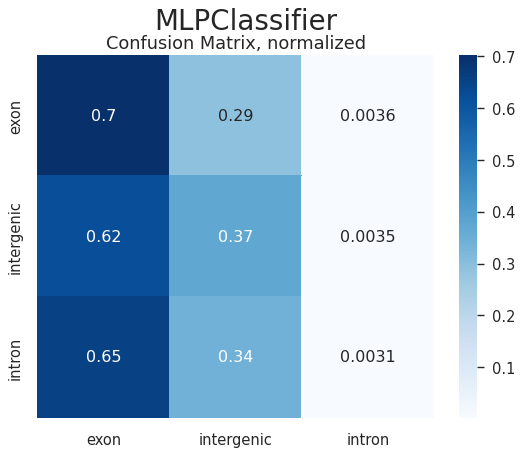 MLPClassifier
Confusion Matrix, normalized
exon 0.7 0.29 0.0036
intergenic 0.62 0.37 0.0035
intron 0.65 0.34 0.0031
exon intergenic intron
0.7
0.6
0.5
0.4
0.3
0.2
0.1